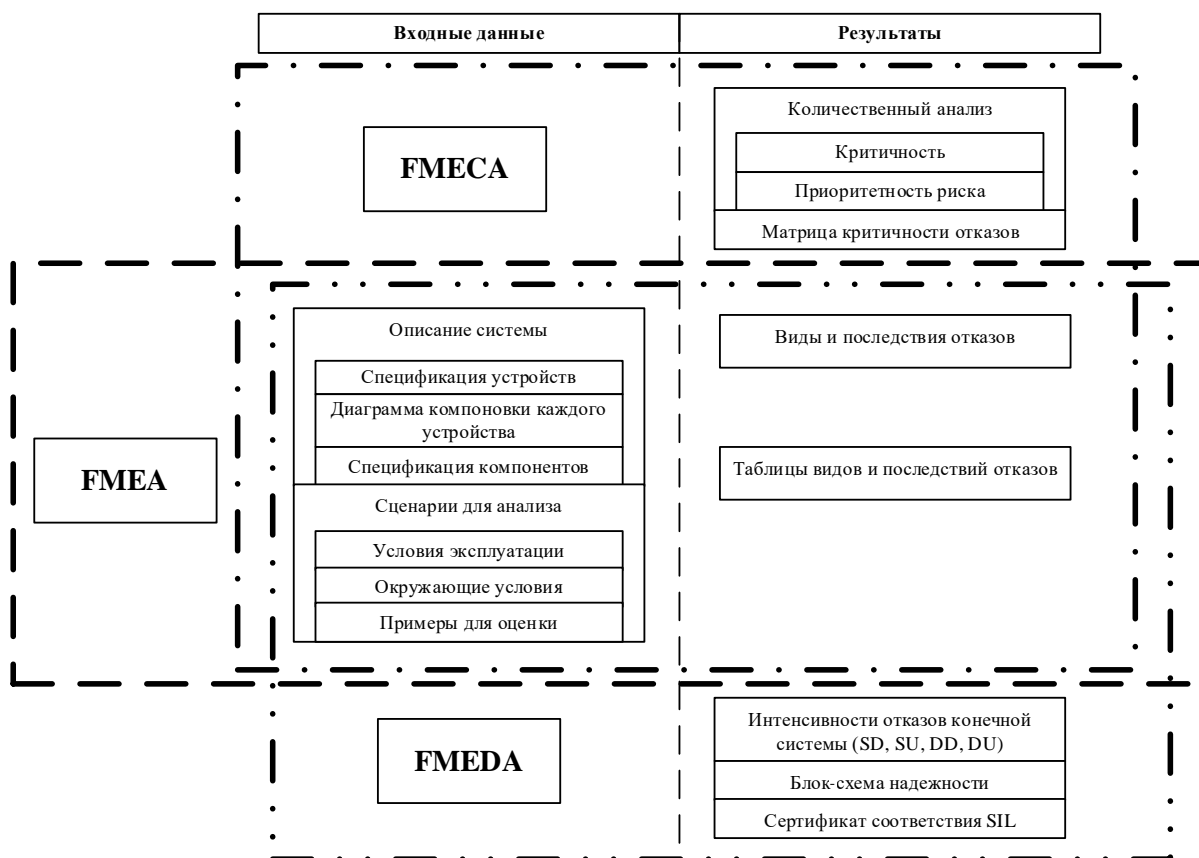 Входные данные
Результаты
FMECA
Количественный анализ
Критичность
Приоритетность риска
Матрица критичности отказов
FMEA
Описание системы
Спецификация устройств
Диаграмма компоновки каждого
устройства
Спецификация компонентов
Сценарии для анализа
Условия эксплуатации
Окружающие условия
Примеры для оценки
Виды и последствия отказов
Таблицы видов и последствий отказов
FMEDA
Интенсивности отказов конечной
системы (SD, SU, DD, DU)
Блок-схема надежности
Сертификат соответствия SIL